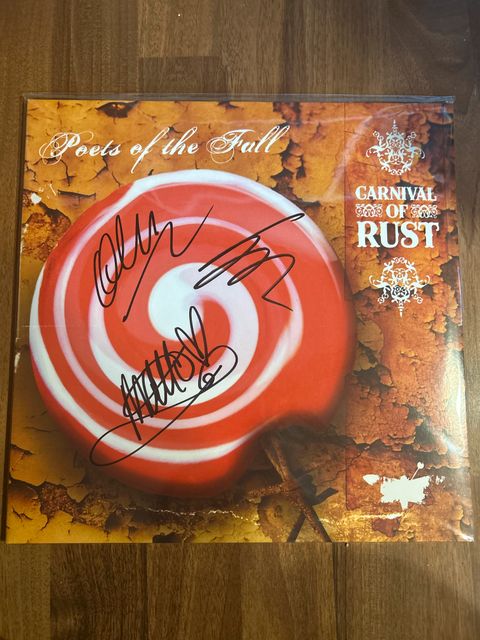 Poets of the Fall
CARNIVAL
OF
RUST